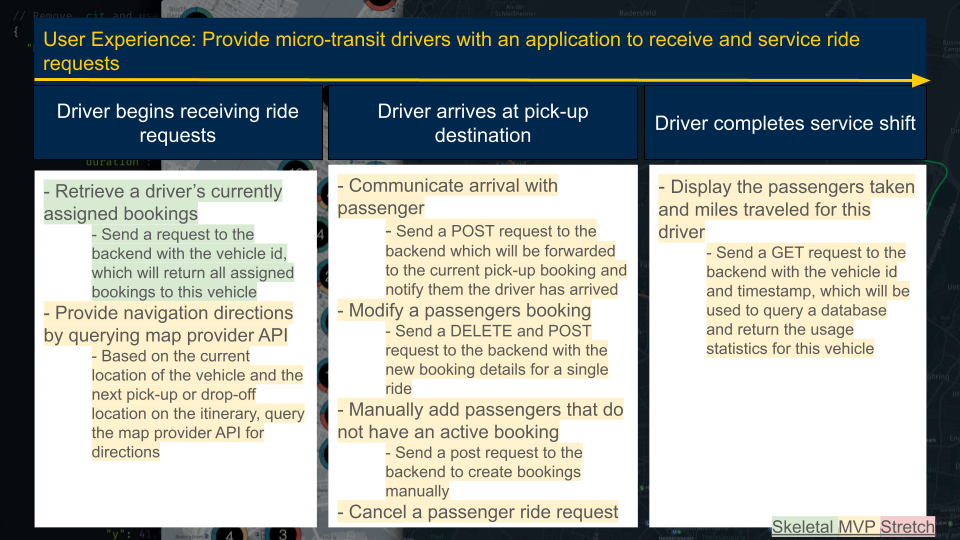 // Remove
{
User Experience: Provide micro-transit drivers with an application to receive and service ride
requests
Driver begins receiving ride
requests
Driver arrives at pick-up
destination
Driver completes service shift
duration
- Retrieve a driver’s currently
assigned bookings
- Send a request to the
backend with the vehicle id,
which will return all assigned
bookings to this vehicle
- Provide navigation directions
by querying map provider API
- Based on the current
location of the vehicle and the
next pick-up or drop-off
location on the itinerary, query
the map provider API for
directions
- Communicate arrival with
passenger
- Send a POST request to the
backend which will be forwarded
to the current pick-up booking and
notify them the driver has arrived
- Modify a passengers booking
- Send a DELETE and POST
request to the backend with the
new booking details for a single
ride
- Manually add passengers that do
not have an active booking
- Send a post request to the
backend to create bookings
manually
- Cancel a passenger ride request
- Display the passengers taken
and miles traveled for this
driver
- Send a GET request to the
backend with the vehicle id
and timestamp, which will be
used to query a database
and return the usage
statistics for this vehicle
Skeletal MVP Stretch
"y": 4
4
3